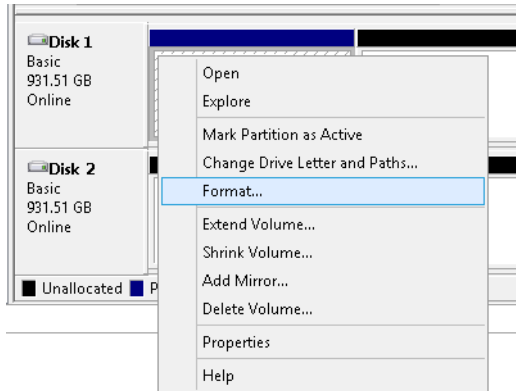 Disk 1
Basic
931.51 GB
Online
Open
Explore
Mark Partition as Active
Change Drive Letter and Paths...
Format...
Extend Volume...
Shrink Volume...
Add Mirror...
Delete Volume...
Properties
Help
Disk 2
Basic
931.51 GB
Online
Unallocated